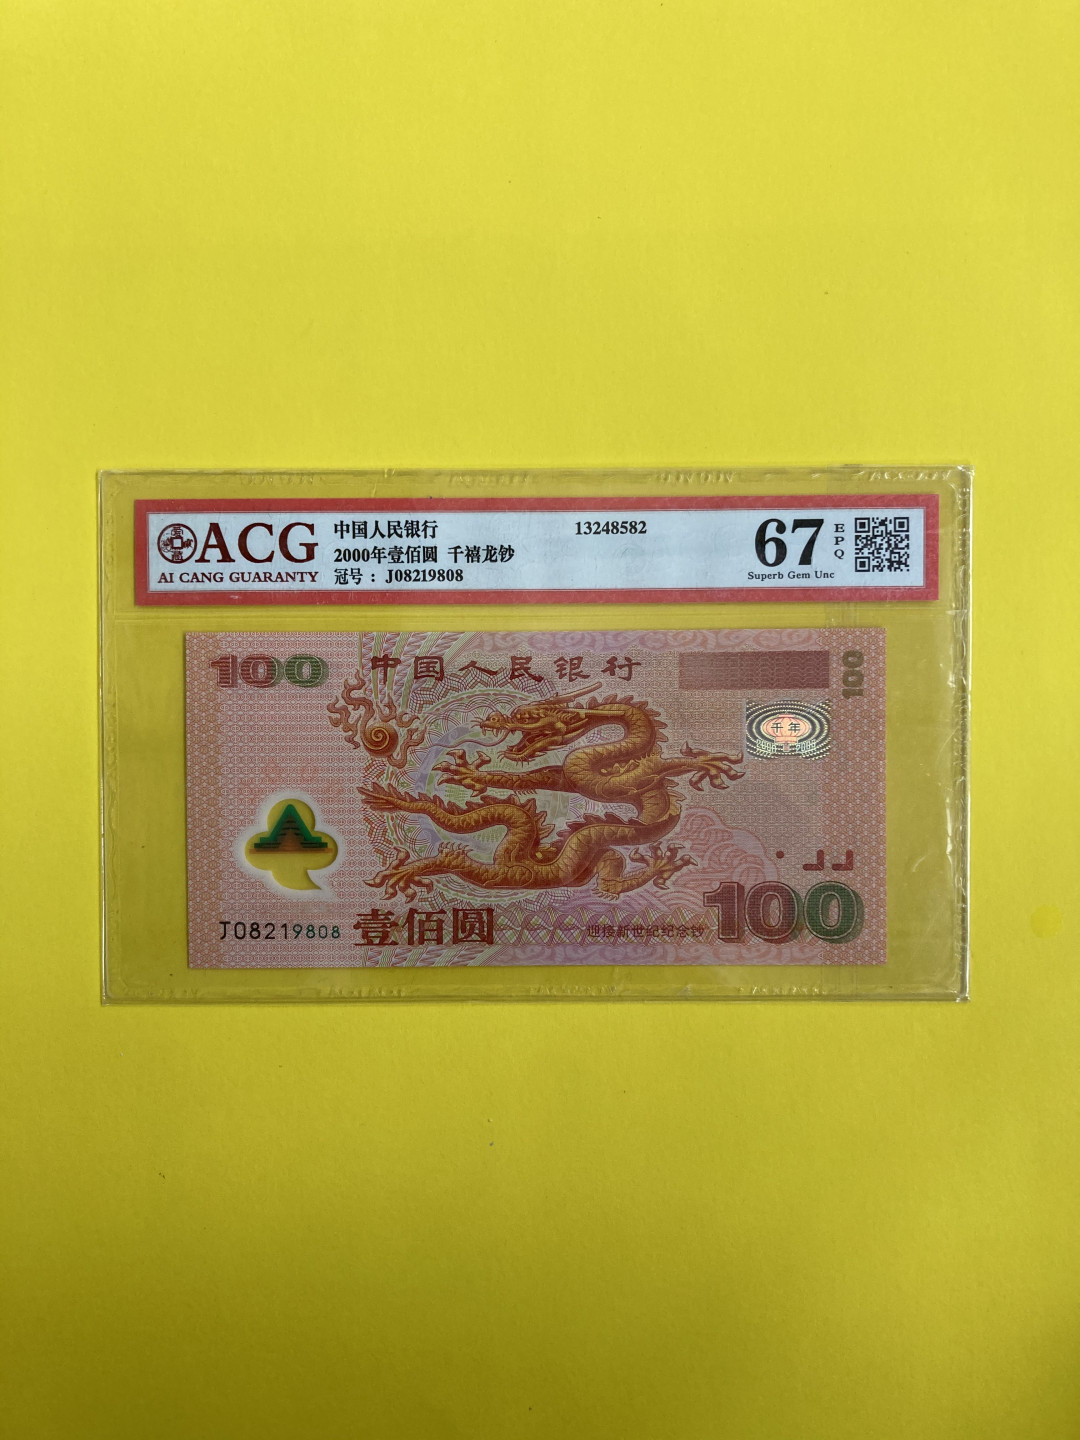 ACG
AI CANG GUARANTY
中国人民银行
2000年壹佰圆 千禧龙钞
冠号：J08219808
13248582
67
EPQ
Superb Gem Unc
100
中国人民银行
100
千年
J08219808
壹佰圆
迎接新世纪纪念钞
100